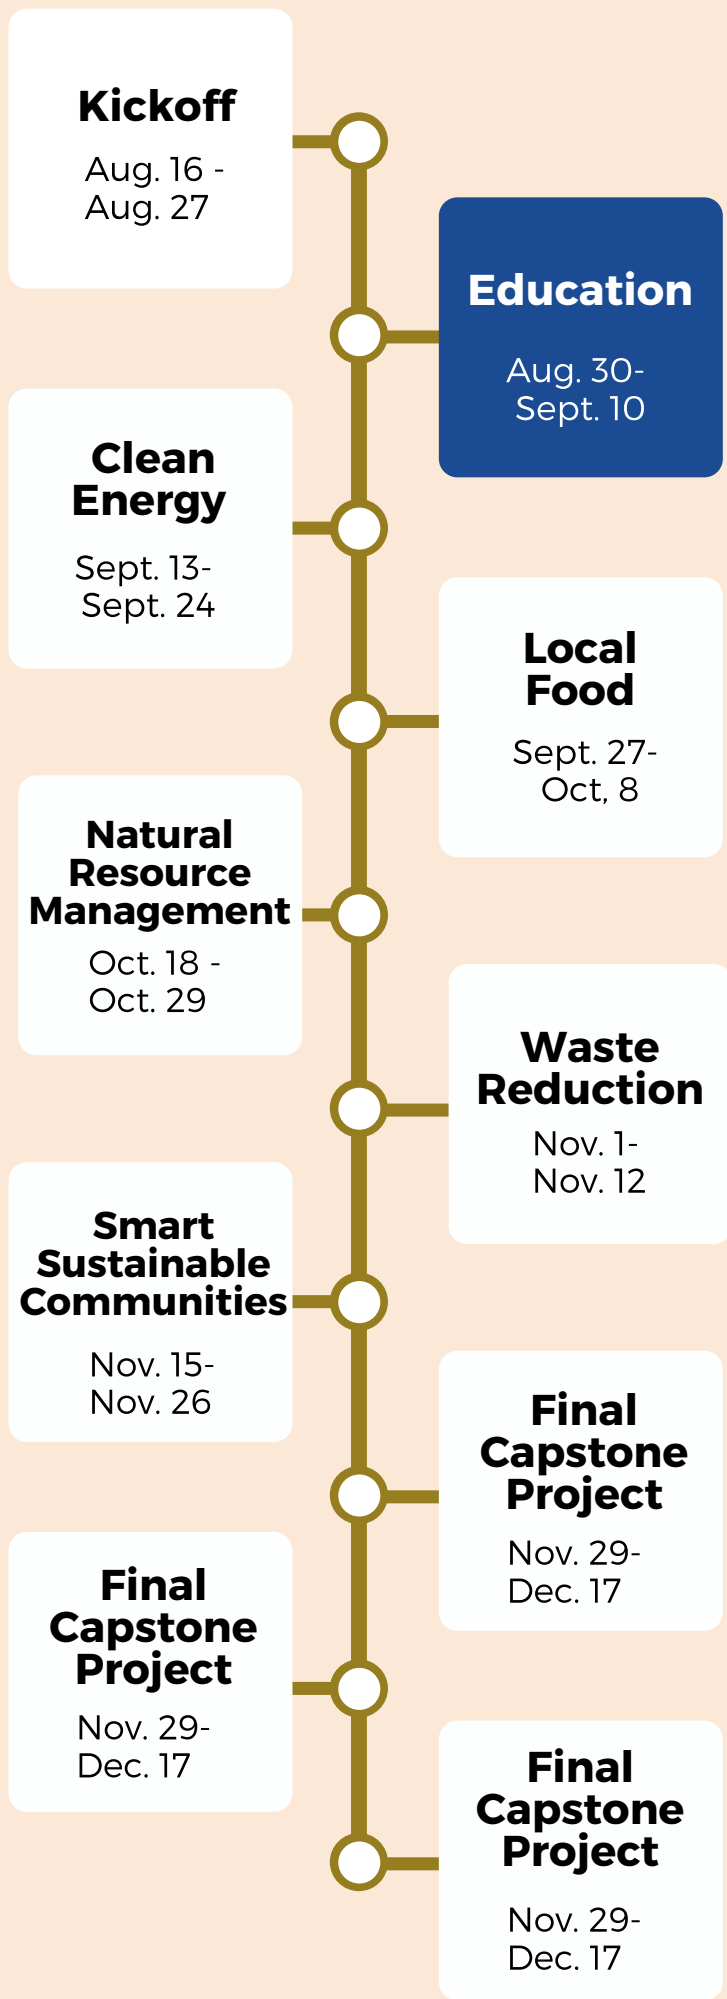 Kickoff
Aug. 16 -
Aug. 27
Education
Aug. 30-
Sept. 10
Clean
Energy
Sept. 13-
Sept. 24
Local
Food
Sept. 27-
Oct, 8
Natural
Resource
Management
Oct. 18 -
Oct. 29
Waste
Reduction
Nov. 1-
Nov. 12
Smart
Sustainable
Communities
Nov. 15-
Nov. 26
Final
Capstone
Project
Nov. 29-
Dec. 17
Final
Capstone
Project
Nov. 29-
Dec. 17
Final
Capstone
Project
Nov. 29-
Dec. 17